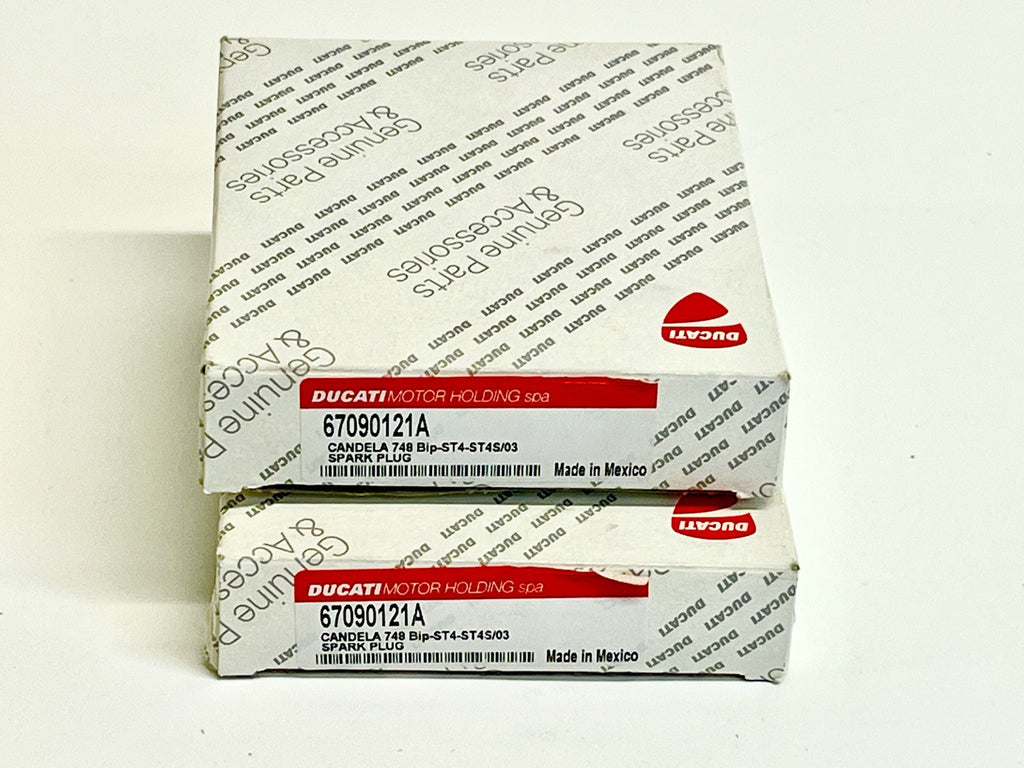 Genuine Parts
& Accessories
DUCATI
Genuine Parts
& Accessories
DUCATI
DUCATI MOTOR HOLDING spa
67090121A
CANDELA 748 Bip-ST4-ST4S/03
SPARK PLUG
Made in Mexico
DUCATI
DUCATI MOTOR HOLDING spa
67090121A
CANDELA 748 Bip-ST4-ST4S/03
SPARK PLUG
Made in Mexico